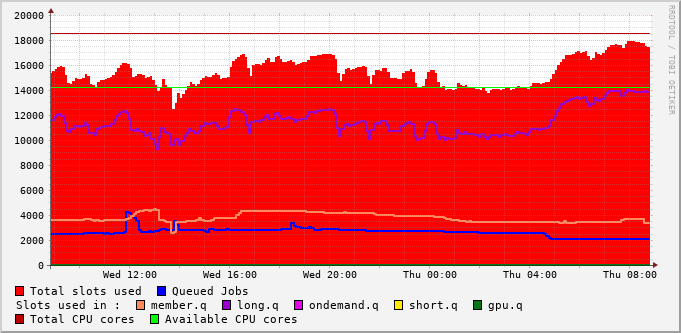 RRDTOOL / TOBI OETIKER
20000
18000
16000
14000
12000
10000
8000
6000
4000
2000
0
Wed 12:00 Wed 16:00 Wed 20:00 Thu 00:00 Thu 04:00 Thu 08:00
Total slots used Queued Jobs
Slots used in : member.q long.q ondemand.q short.q gpu.q
Total CPU cores Available CPU cores